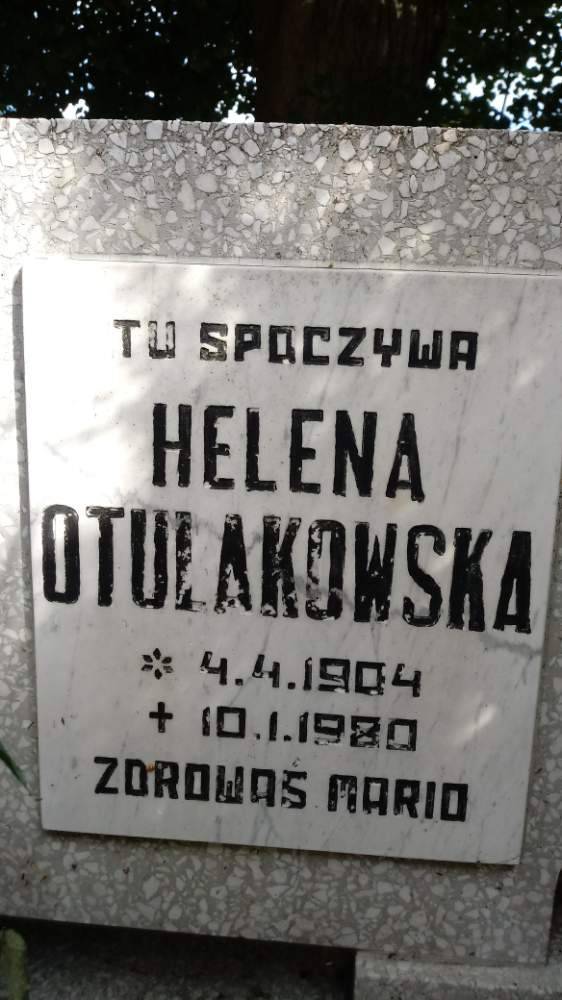 TU SPOCZYWA
HELENA
OTULAKOWSKA
* 4.4.1904
+ 10.1.1980
ZDROWAŚ MARIO